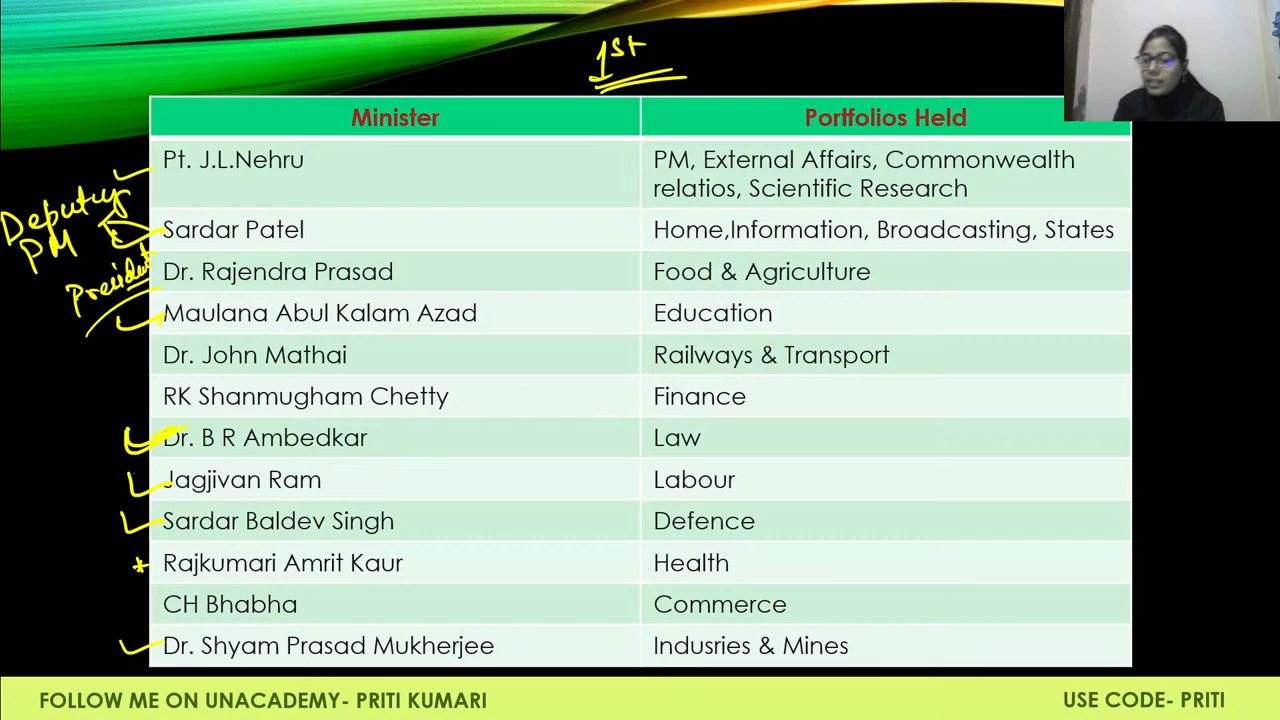 1st
Minister Portfolios Held
Pt. J.L.Nehru PM, External Affairs, Commonwealth
relatios, Scientific Research
Deputy
PM
Sardar Patel Home,Information, Broadcasting, States
President
Dr. Rajendra Prasad Food & Agriculture
Maulana Abul Kalam Azad Education
Dr. John Mathai Railways & Transport
RK Shanmugham Chetty Finance
Dr. B R Ambedkar Law
Jagjivan Ram Labour
Sardar Baldev Singh Defence
Rajkumari Amrit Kaur Health
CH Bhabha Commerce
Dr. Shyam Prasad Mukherjee Indusries & Mines
FOLLOW ME ON UNACADEMY- PRITI KUMARI USE CODE- PRITI